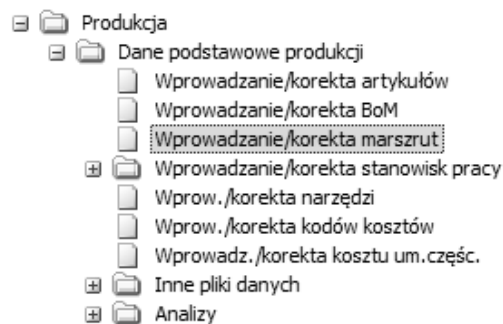 Produkcja
Dane podstawowe produkcji
Wprowadzanie/korekta artykułów
Wprowadzanie/korekta BoM
Wprowadzanie/korekta marszrut
Wprowadzanie/korekta stanowisk pracy
Wprow./korekta narzędzi
Wprow./korekta kodów kosztów
Wprowadz./korekta kosztu um.częśc.
Inne pliki danych
Analizy